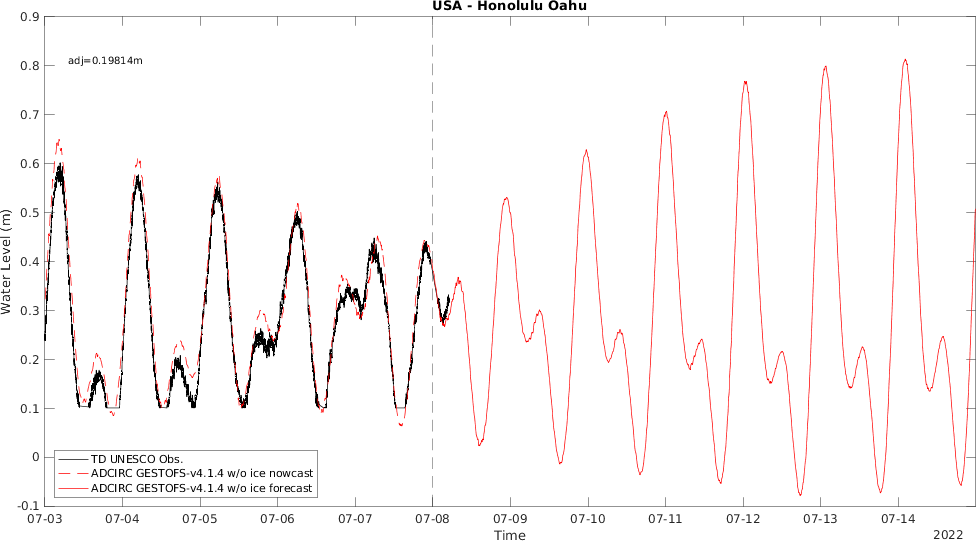 USA - Honolulu Oahu
adj=0.19814m
Water Level (m)
0.9
0.8
0.7
0.6
0.5
0.4
0.3
0.2
0.1
0
-0.1
TD UNESCO Obs.
ADCIRC GESTOFS-v4.1.4 w/o ice nowcast
ADCIRC GESTOFS-v4.1.4 w/o ice forecast
07-03 07-04 07-05 07-06 07-07 07-08 07-09 07-10 07-11 07-12 07-13 07-14
Time
2022